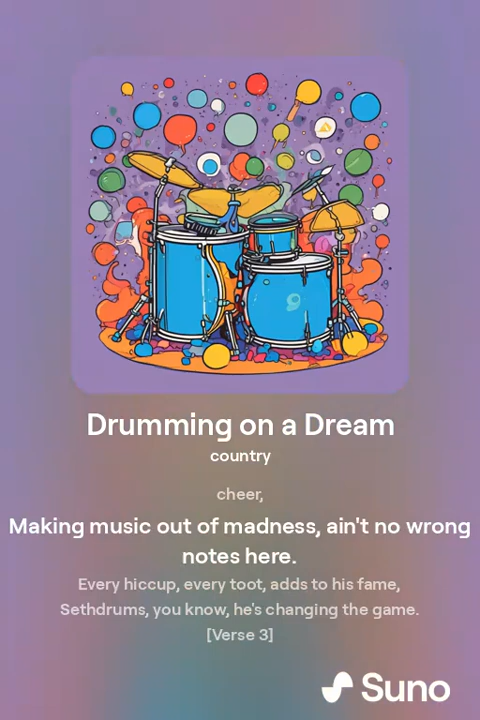 Drumming on a Dream
country
cheer,
Making music out of madness, ain't no wrong
notes here.
Every hiccup, every toot, adds to his fame,
Sethdrums, you know, he's changing the game.
[Verse 3]
Suno